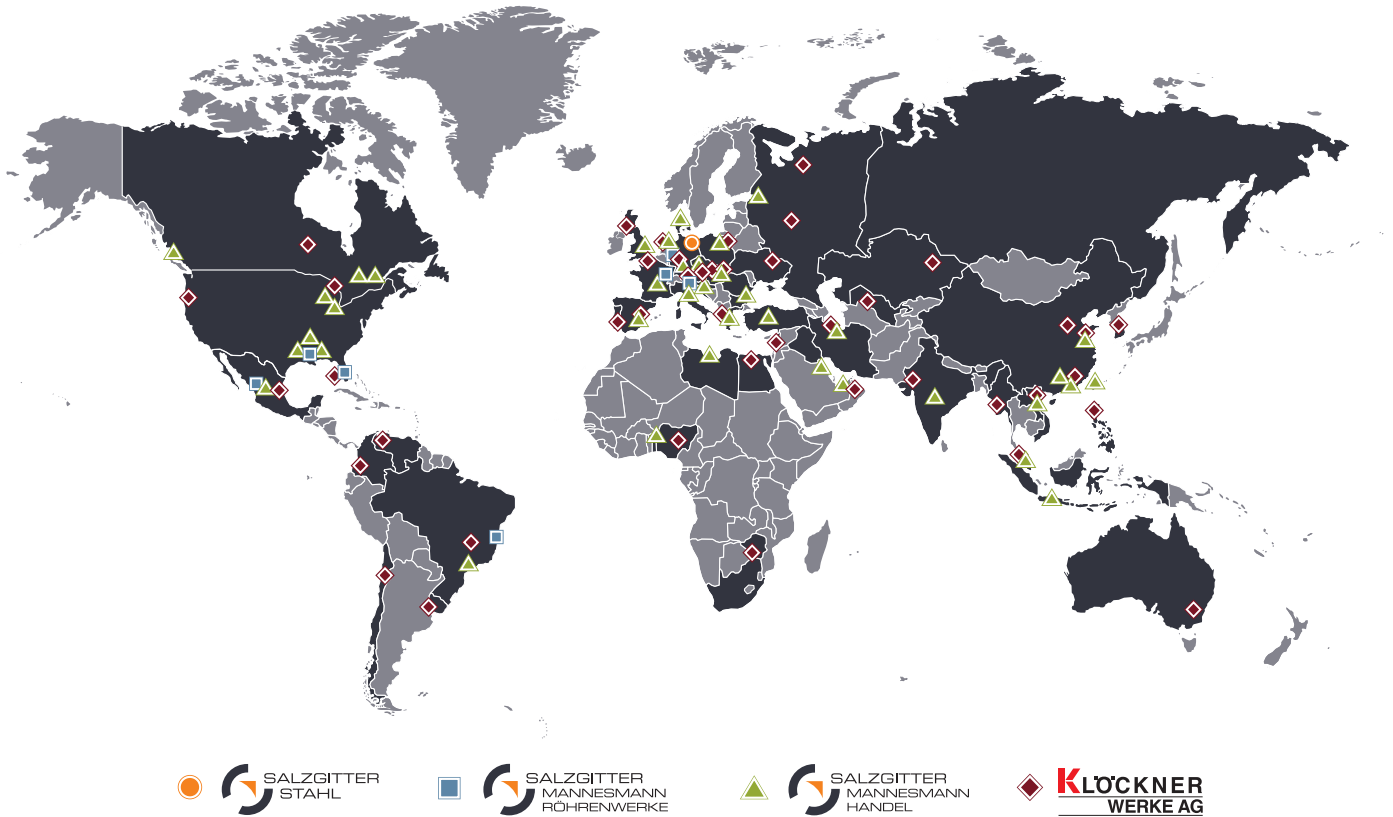 SALZGITTER
STAHL
SALZGITTER
MANNESMANN
RÖHRENWERKE
SALZGITTER
MANNESMANN
HANDEL
KLÖCKNER
WERKE AG